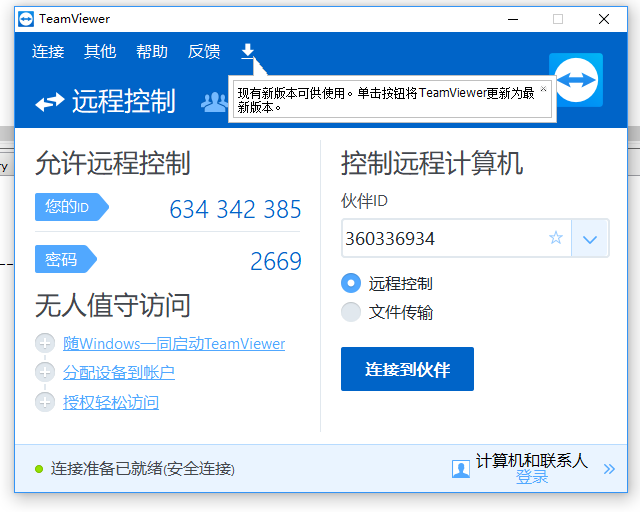 TeamViewer
连接 其他 帮助 反馈
现有新版本可供使用。单击按钮将TeamViewer更新为最
新版本。
远程控制
ry
允许远程控制
您的ID 634 342 385
密码 2669
无人值守访问
随Windows一同启动TeamViewer
分配设备到帐户
授权轻松访问
控制远程计算机
伙伴ID
360336934
远程控制
文件传输
连接到伙伴
连接准备已就绪(安全连接)
计算机和联系人
登录